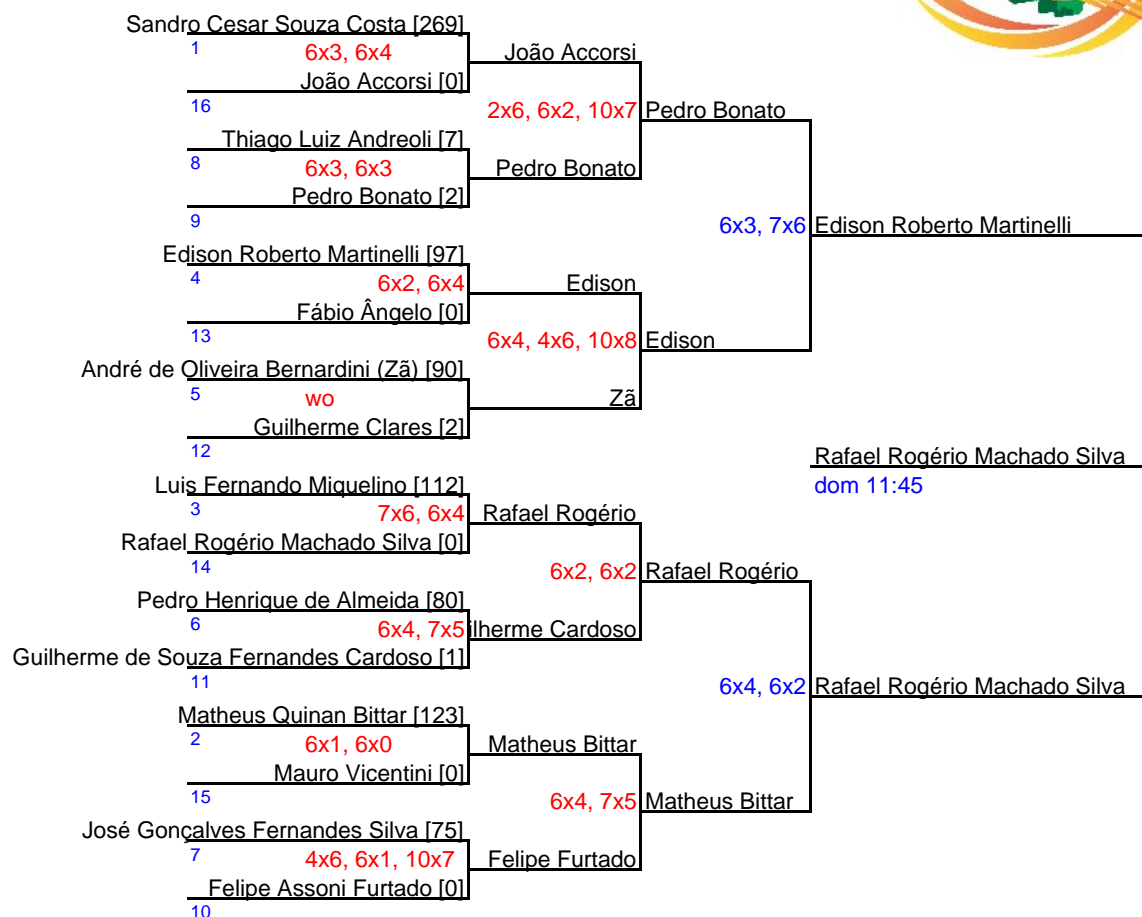 Sandro Cesar Souza Costa [269]
1
6x3, 6x4
João Accorsi
João Accorsi [0]
16
2x6, 6x2, 10x7
Pedro Bonato
Thiago Luiz Andreoli [7]
8
6x3, 6x3
Pedro Bonato
Pedro Bonato [2]
9
6x3, 7x6
Edison Roberto Martinelli
Edison Roberto Martinelli [97]
4
6x2, 6x4
Edison
Fábio Ângelo [0]
13
6x4, 4x6, 10x8
Edison
André de Oliveira Bernardini (Zã) [90]
5
wo
Zã
Guilherme Clares [2]
12
Rafael Rogério Machado Silva
dom 11:45
Luis Fernando Miquelino [112]
3
7x6, 6x4
Rafael Rogério
Rafael Rogério Machado Silva [0]
14
6x2, 6x2
Rafael Rogério
Pedro Henrique de Almeida [80]
6
6x4, 7x5
ilherme Cardoso
Guilherme de Souza Fernandes Cardoso [1]
11
6x4, 6x2
Rafael Rogério Machado Silva
Matheus Quinan Bittar [123]
2
6x1, 6x0
Matheus Bittar
Mauro Vicentini [0]
15
6x4, 7x5
Matheus Bittar
José Gonçalves Fernandes Silva [75]
7
4x6, 6x1, 10x7
Felipe Furtado
Felipe Assoni Furtado [0]
10